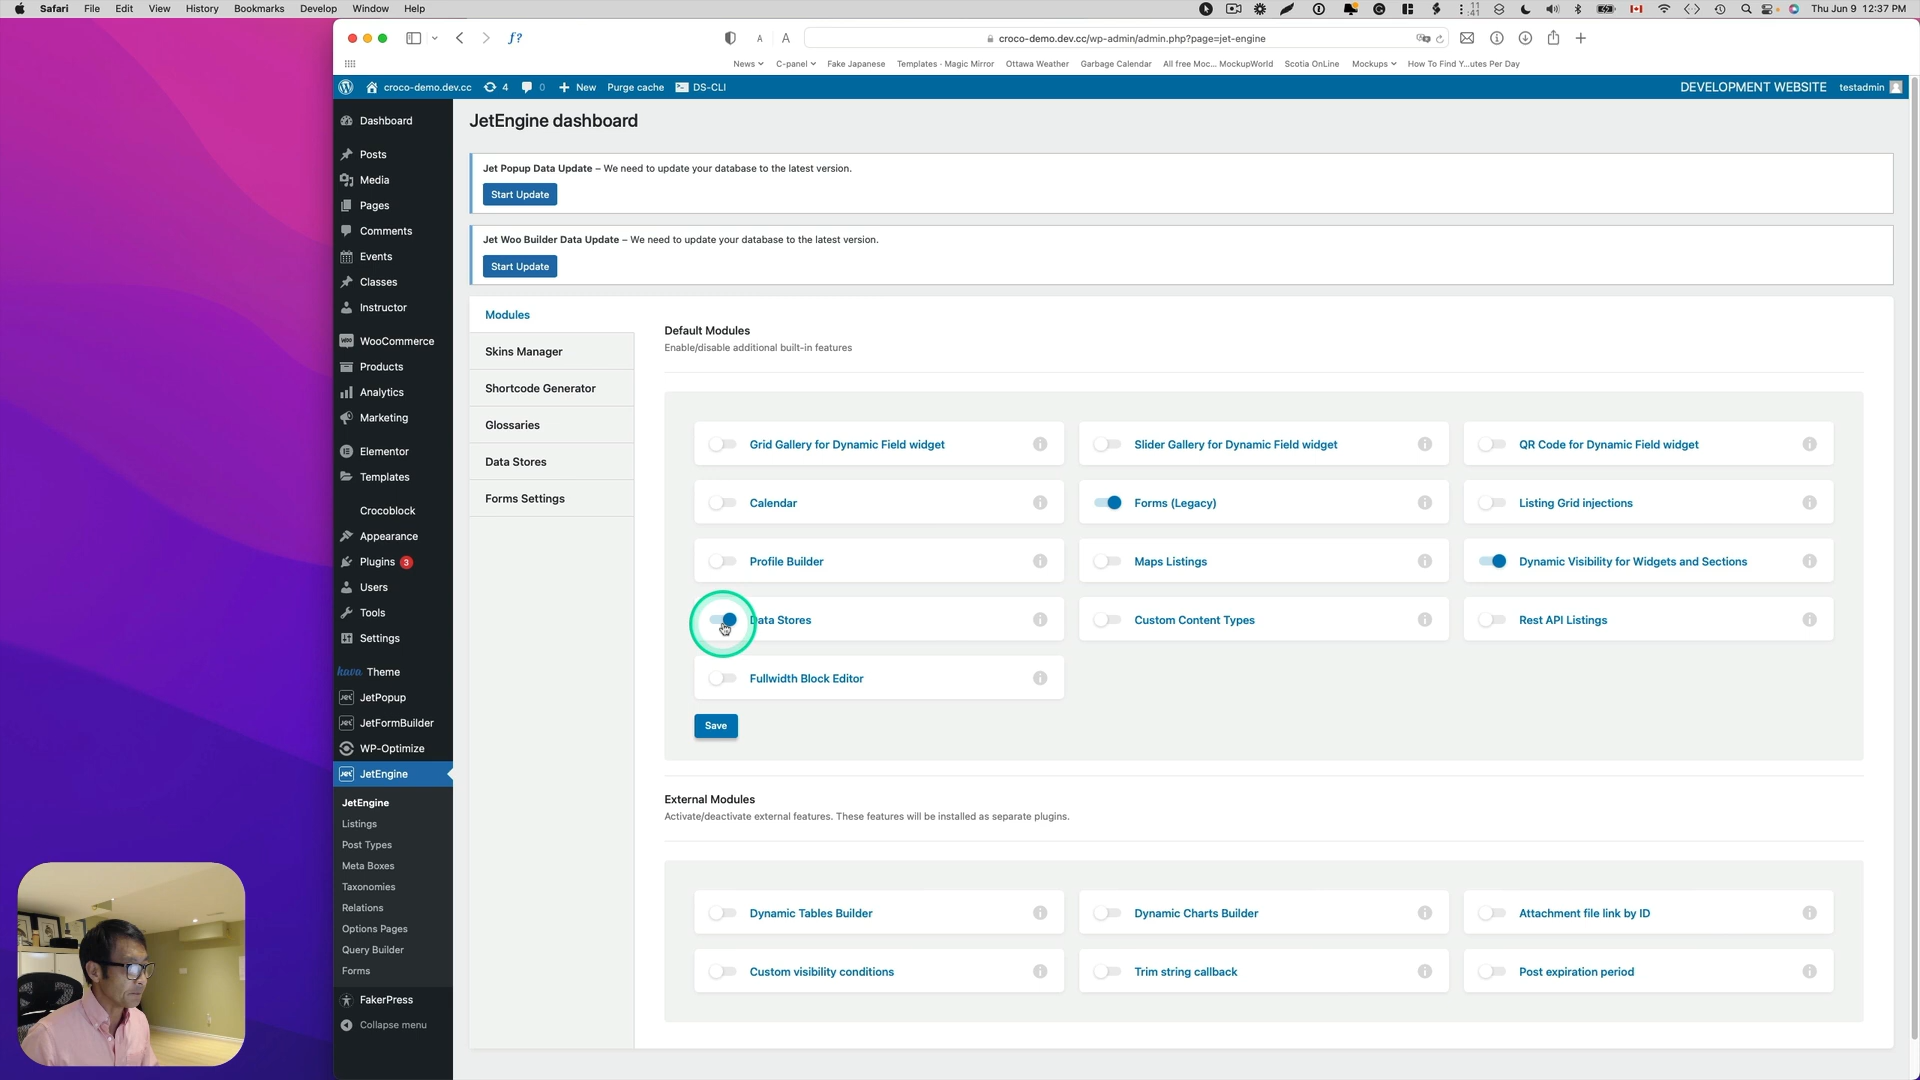 Safari File Edit View History Bookmarks Develop Window Help
Thu Jun 9 12:37 PM
croco-demo.dev.cc/wp-admin/admin.php?page=jet-engine
News C-panel Fake Japanese Templates - Magic Mirror Ottawa Weather Garbage Calendar All free Moc... MockupWorld Scotia OnLine Mockups How To Find Y...utes Per Day
croco-demo.dev.cc 4 0 New Purge cache DS-CLI DEVELOPMENT WEBSITE testadmin
Dashboard
Posts
Media
Pages
Comments
Events
Classes
Instructor
WooCommerce
Products
Analytics
Marketing
Elementor
Templates
Crocoblock
Appearance
Plugins 3
Users
Tools
Settings
kava Theme
JetPopup
JetFormBuilder
WP-Optimize
JetEngine
JetEngine
Listings
Post Types
Meta Boxes
Taxonomies
Relations
Options Pages
Query Builder
Forms
FakerPress
Collapse menu
JetEngine dashboard
Jet Popup Data Update – We need to update your database to the latest version.
Start Update
Jet Woo Builder Data Update – We need to update your database to the latest version.
Start Update
Modules
Skins Manager
Shortcode Generator
Glossaries
Data Stores
Forms Settings
Default Modules
Enable/disable additional built-in features
Grid Gallery for Dynamic Field widget Slider Gallery for Dynamic Field widget QR Code for Dynamic Field widget
Calendar Forms (Legacy) Listing Grid injections
Profile Builder Maps Listings Dynamic Visibility for Widgets and Sections
Data Stores Custom Content Types Rest API Listings
Fullwidth Block Editor
Save
External Modules
Activate/deactivate external features. These features will be installed as separate plugins.
Dynamic Tables Builder Dynamic Charts Builder Attachment file link by ID
Custom visibility conditions Trim string callback Post expiration period